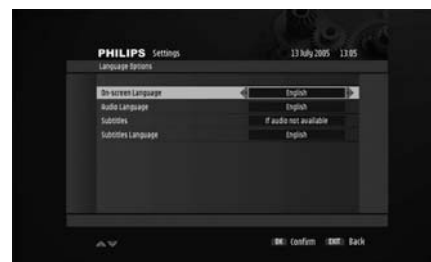 PHILIPS Settings 13 July 2005 13:05
Language Options
On-screen Language English
Audio Language English
Subtitles If audio not available
Subtitles Language English
OK Confirm EXIT Back